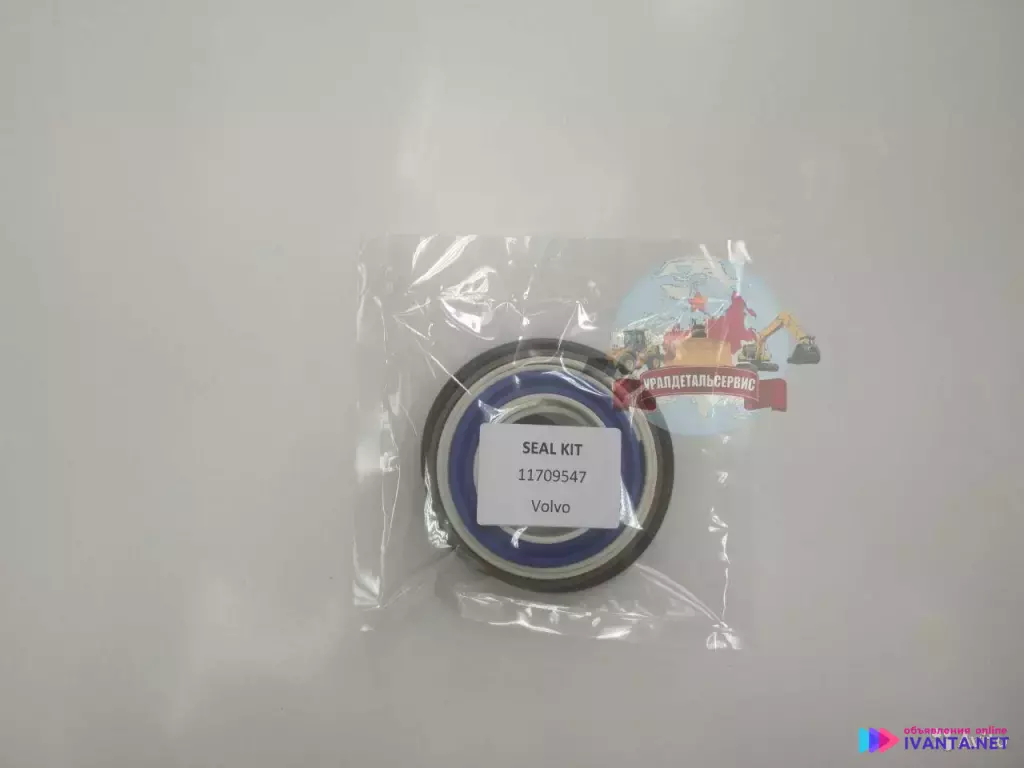 УРАЛДЕТАЛЬСЕРВИС
SEAL KIT
11709547
Volvo
объявления online
IVANTA.NET